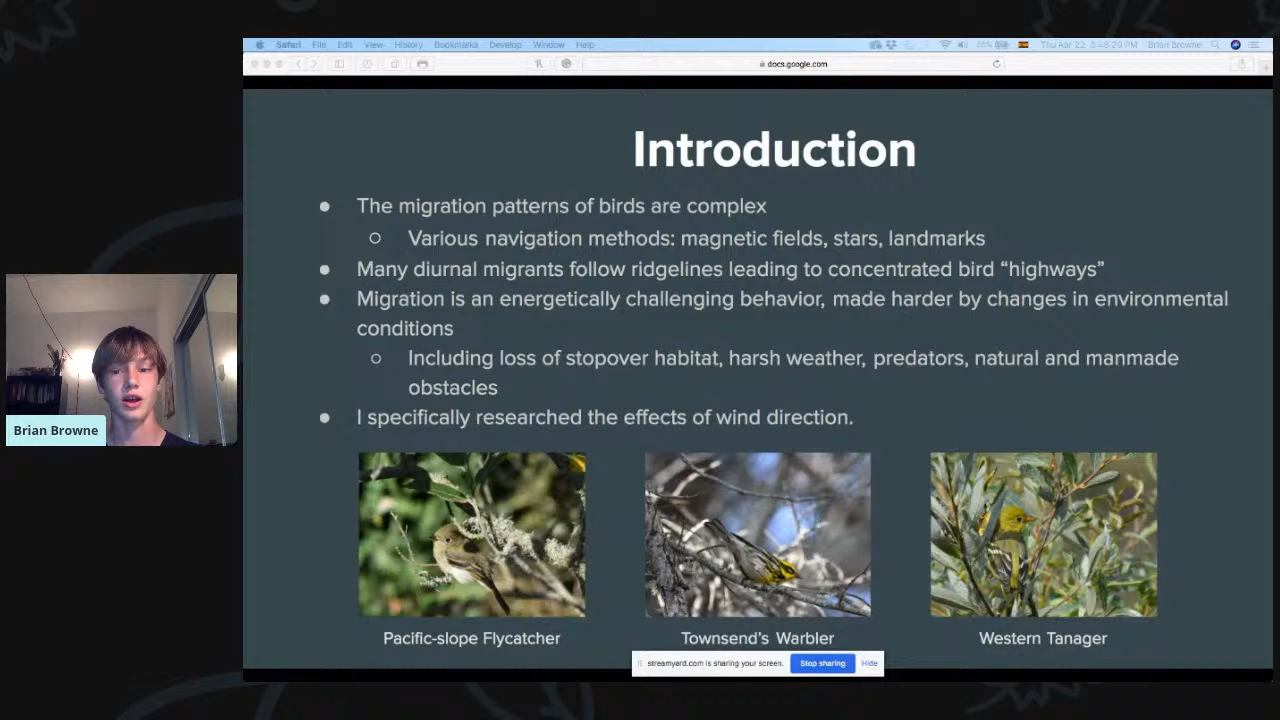 Safari File Edit View History Bookmarks Develop Window Help
Brian Browne
docs.google.com
Introduction
● The migration patterns of birds are complex
○ Various navigation methods: magnetic fields, stars, landmarks
● Many diurnal migrants follow ridgelines leading to concentrated bird “highways”
● Migration is an energetically challenging behavior, made harder by changes in environmental
conditions
○ Including loss of stopover habitat, harsh weather, predators, natural and manmade
obstacles
● I specifically researched the effects of wind direction.
Brian Browne
Pacific-slope Flycatcher
Townsend’s Warbler
Western Tanager
streamyard.com is sharing your screen. Stop sharing Hide